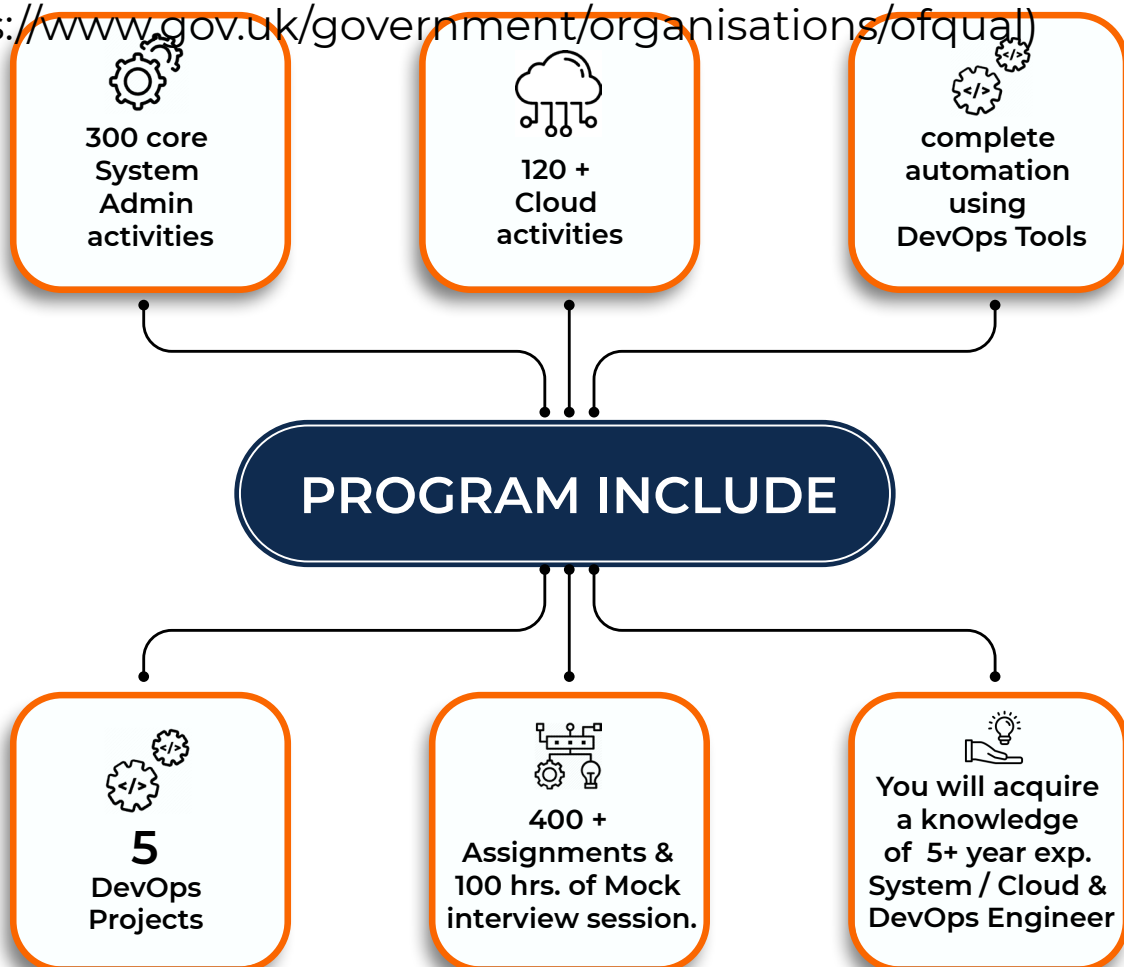 s://www.gov.uk/government/organisations/ofqual)
300 core
System
Admin
activities
120 +
Cloud
activities
</>
</>
complete
automation
using
DevOps Tools
PROGRAM INCLUDE
</>
</>
5
DevOps
Projects
400 +
Assignments &
100 hrs. of Mock
interview session.
You will acquire
a knowledge
of 5+ year exp.
System / Cloud &
DevOps Engineer